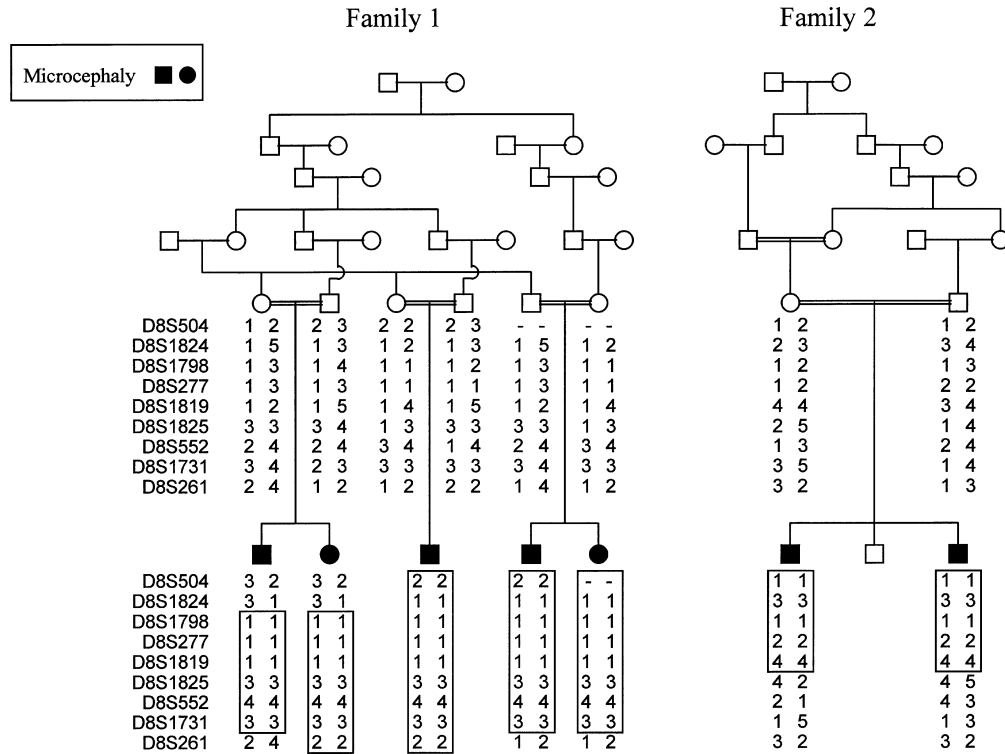 Family 1
Family 2
Microcephaly
D8S504 1 2 2 3 2 2 2 3 - - - - 1 2 1 2
D8S1824 1 5 1 3 1 2 1 3 1 5 1 2 2 3 3 4
D8S1798 1 3 1 4 1 1 1 2 1 3 1 1 1 2 1 3
D8S277 1 3 1 3 1 1 1 1 1 3 1 1 1 2 2 2
D8S1819 1 2 1 5 1 4 1 5 1 2 1 4 4 4 3 4
D8S1825 3 3 3 4 1 3 3 3 3 3 1 3 2 5 1 4
D8S552 2 4 2 4 3 4 1 4 2 4 3 4 1 3 2 4
D8S1731 3 4 2 3 3 3 3 3 3 4 3 3 3 5 1 4
D8S261 2 4 1 2 2 2 2 2 1 4 1 2 3 2 1 3
D8S504 3 2 3 2 2 2 2 2 - - 1 1 1 1
D8S1824 3 1 3 1 1 1 1 1 1 1 3 3 3 3
D8S1798 1 1 1 1 1 1 1 1 1 1 1 1 1 1
D8S277 1 1 1 1 1 1 1 1 1 1 2 2 2 2
D8S1819 1 1 1 1 1 1 1 1 1 1 4 4 4 4
D8S1825 3 3 3 3 3 3 3 3 3 3 4 2 4 5
D8S552 4 4 4 4 4 4 4 4 4 4 2 1 4 3
D8S1731 3 3 3 3 3 3 3 3 3 3 1 5 1 3
D8S261 2 4 2 2 2 2 1 2 1 2 3 2 3 2